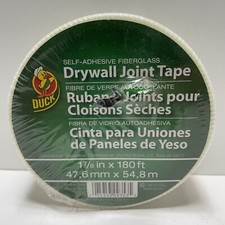 SELF-ADHESIVE FIBERGLASS
Drywall Joint Tape
DUCK
FIBRE DE VERRE
Ruban Joints pour
Cloisons Sèches
FIBRA DE VIDRIO AUTOADHESIVA
Cinta para Uniones
de Paneles de Yeso
1⅞ in x 180 ft
47,6 mm x 54,8 m